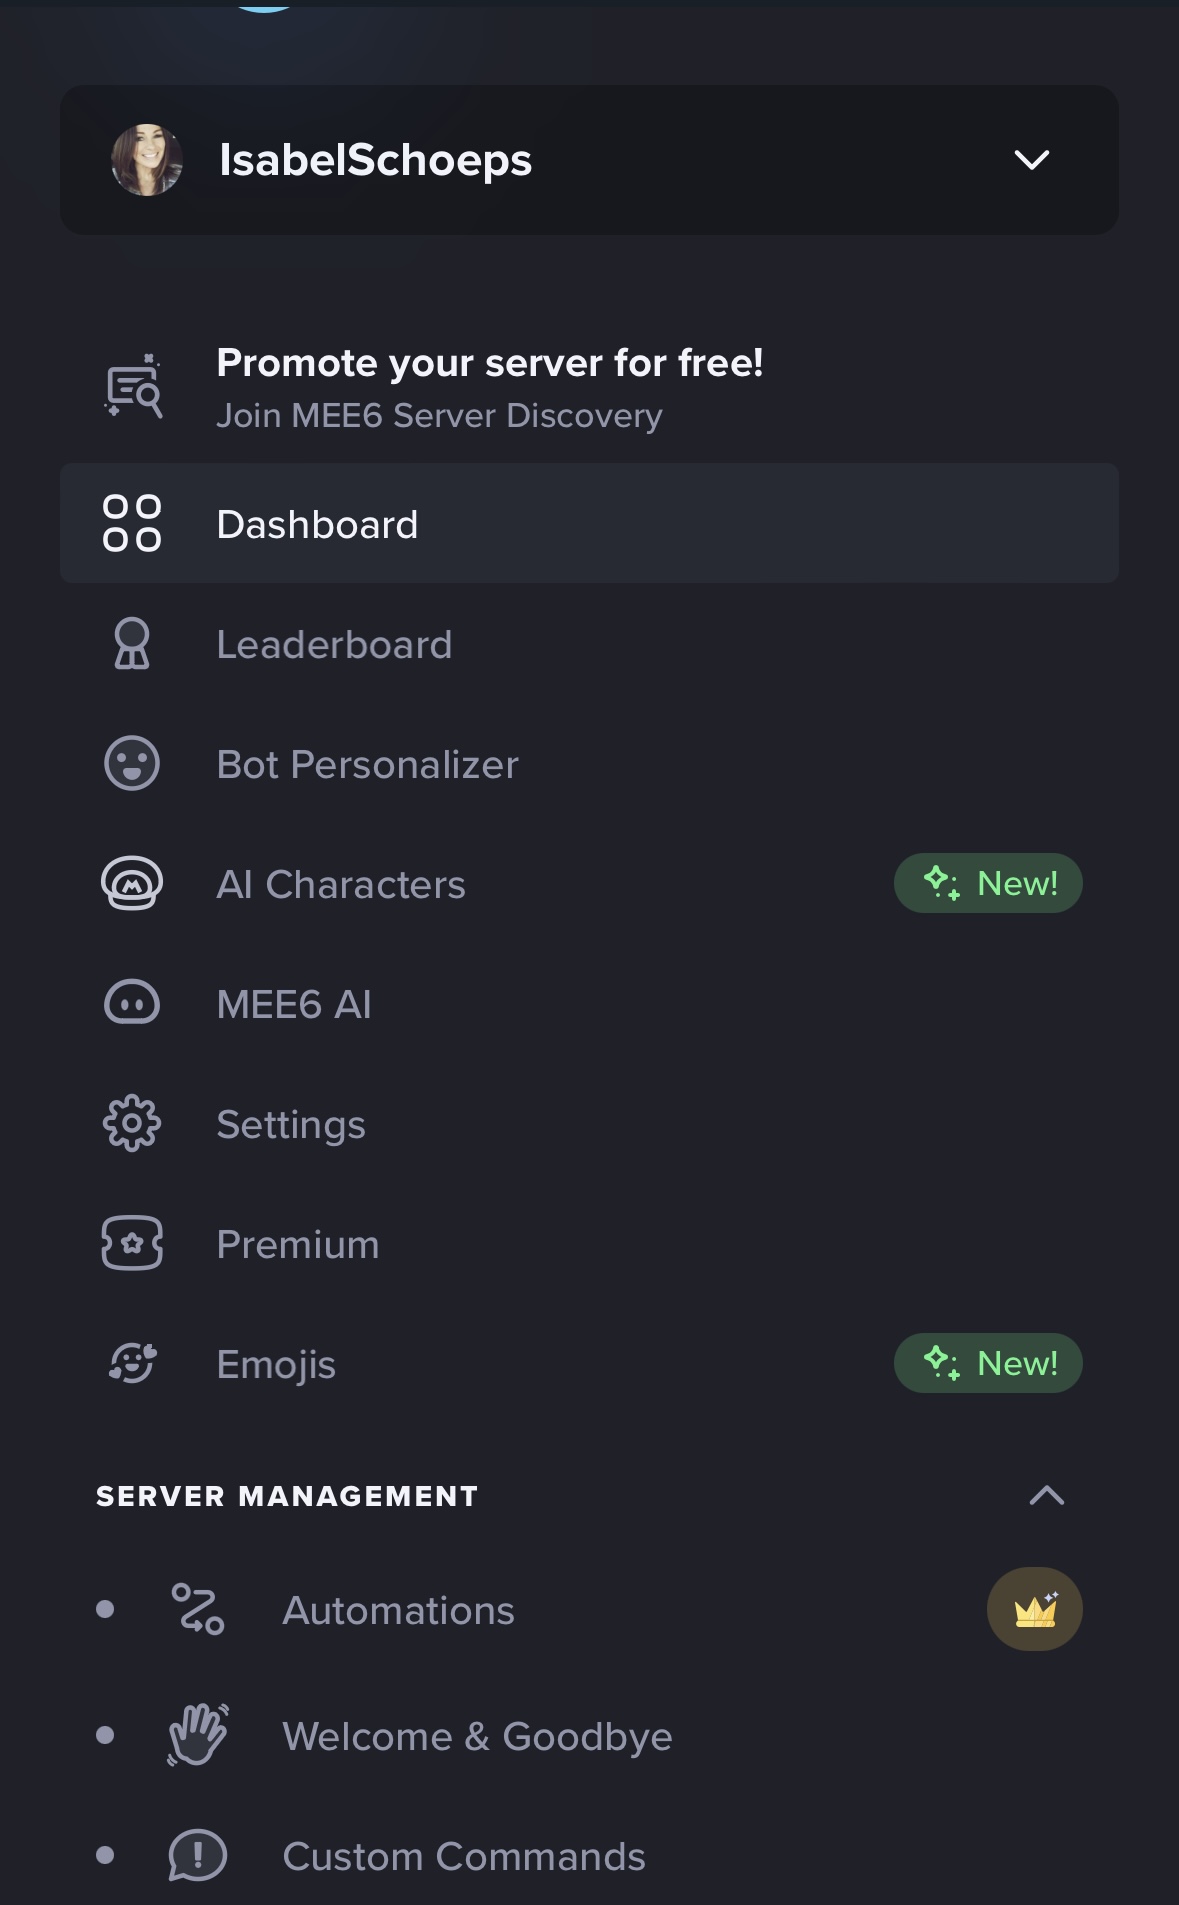 IsabelSchoeps
Promote your server for free!
Join MEE6 Server Discovery
Dashboard
Leaderboard
Bot Personalizer
AI Characters
New!
MEE6 AI
Settings
Premium
Emojis
New!
SERVER MANAGEMENT
Automations
Welcome & Goodbye
Custom Commands